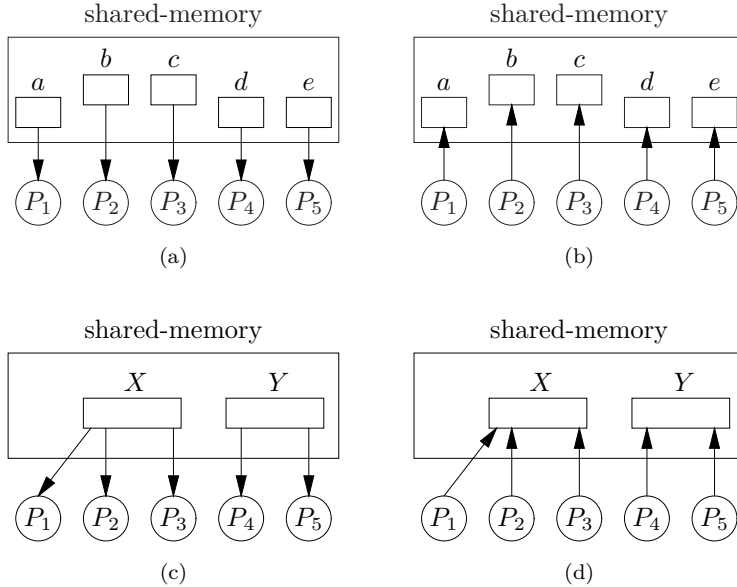 shared-memory shared-memory
a b c d e a b c d e
P₁ P₂ P₃ P₄ P₅ P₁ P₂ P₃ P₄ P₅
(a) (b)
shared-memory shared-memory
X Y X Y
P₁ P₂ P₃ P₄ P₅ P₁ P₂ P₃ P₄ P₅
(c) (d)